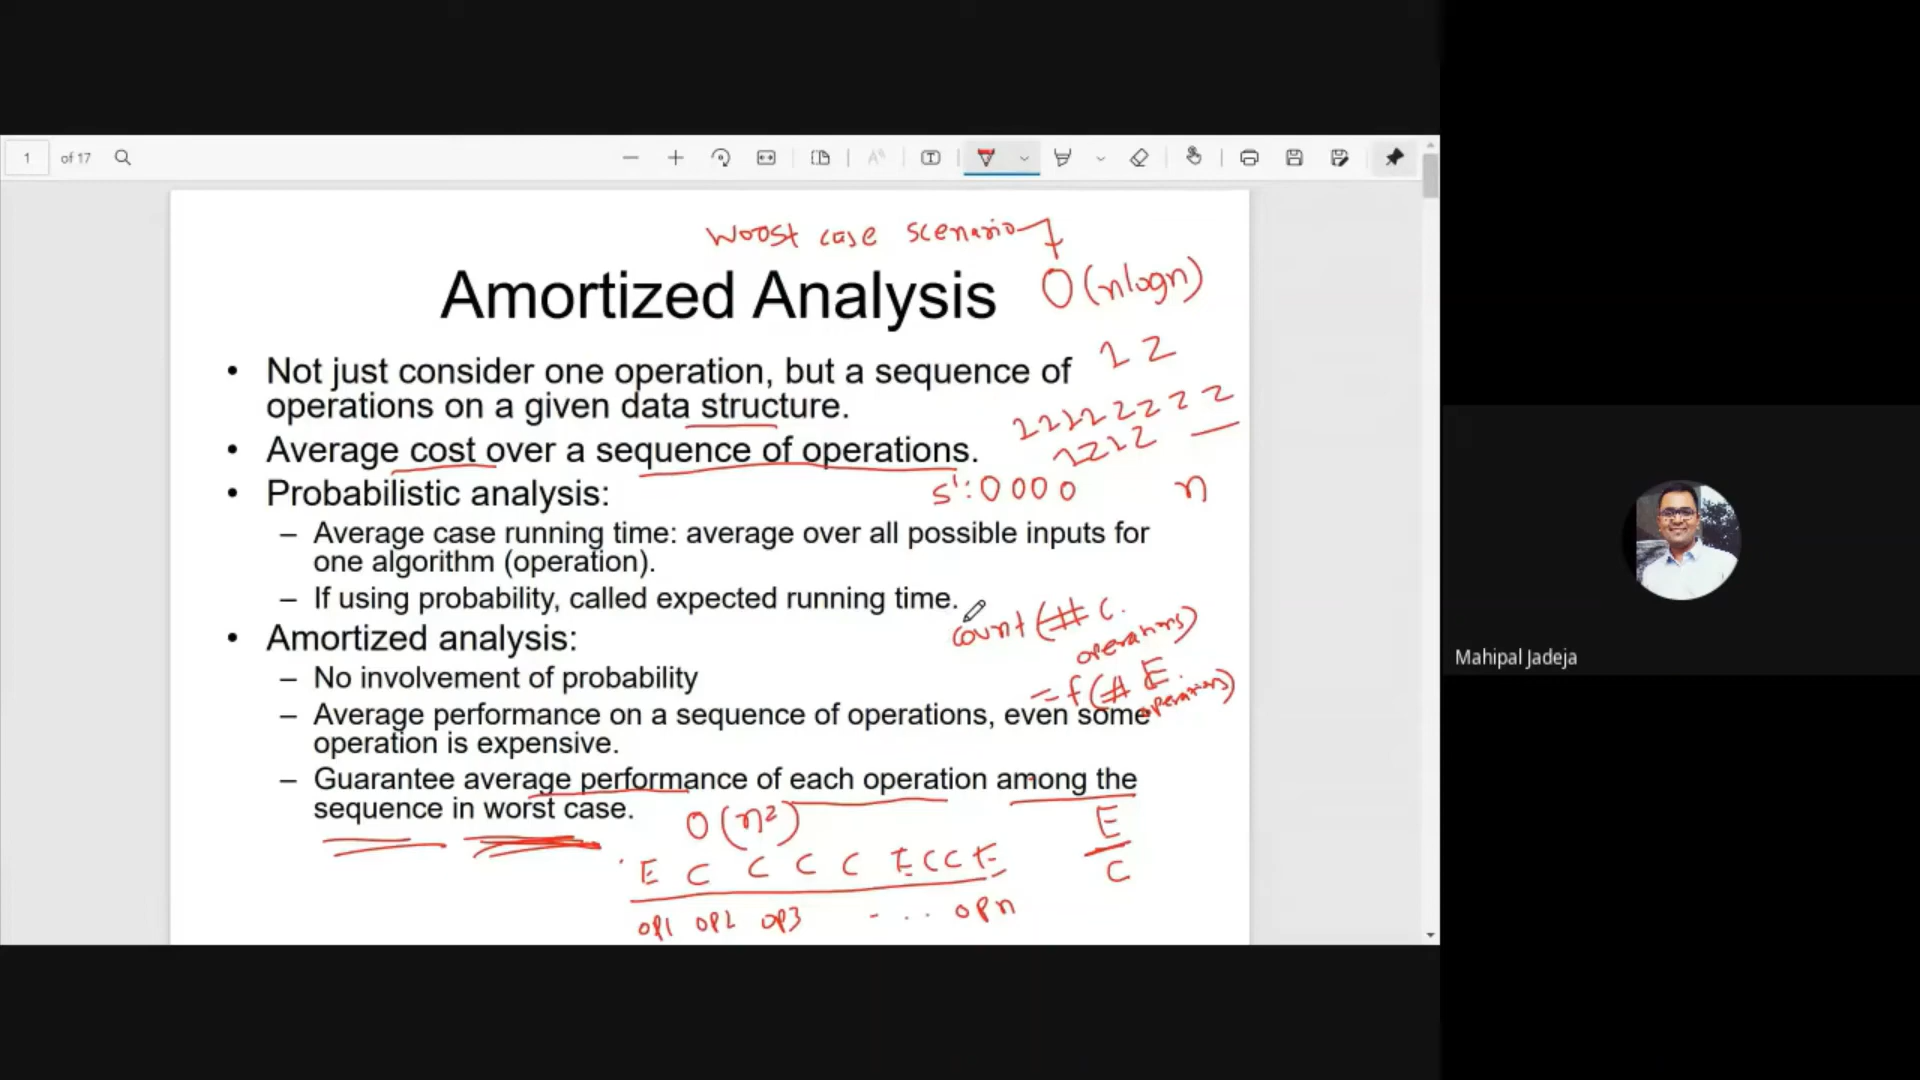 1 of 17
Woost case scenario
Amortized Analysis
O(nlogn)
• Not just consider one operation, but a sequence of
operations on a given data structure.
• Average cost over a sequence of operations.
s': 0 0 0 0
n
• Probabilistic analysis:
– Average case running time: average over all possible inputs for
one algorithm (operation).
– If using probability, called expected running time.
count (# C.
operations)
= f(# E.
operations)
• Amortized analysis:
– No involvement of probability
– Average performance on a sequence of operations, even some
operation is expensive.
– Guarantee average performance of each operation among the
sequence in worst case.
O(n²)
E
C
E C C C C E C C E
op1 op2 op3 - ... opn
Mahipal Jadeja